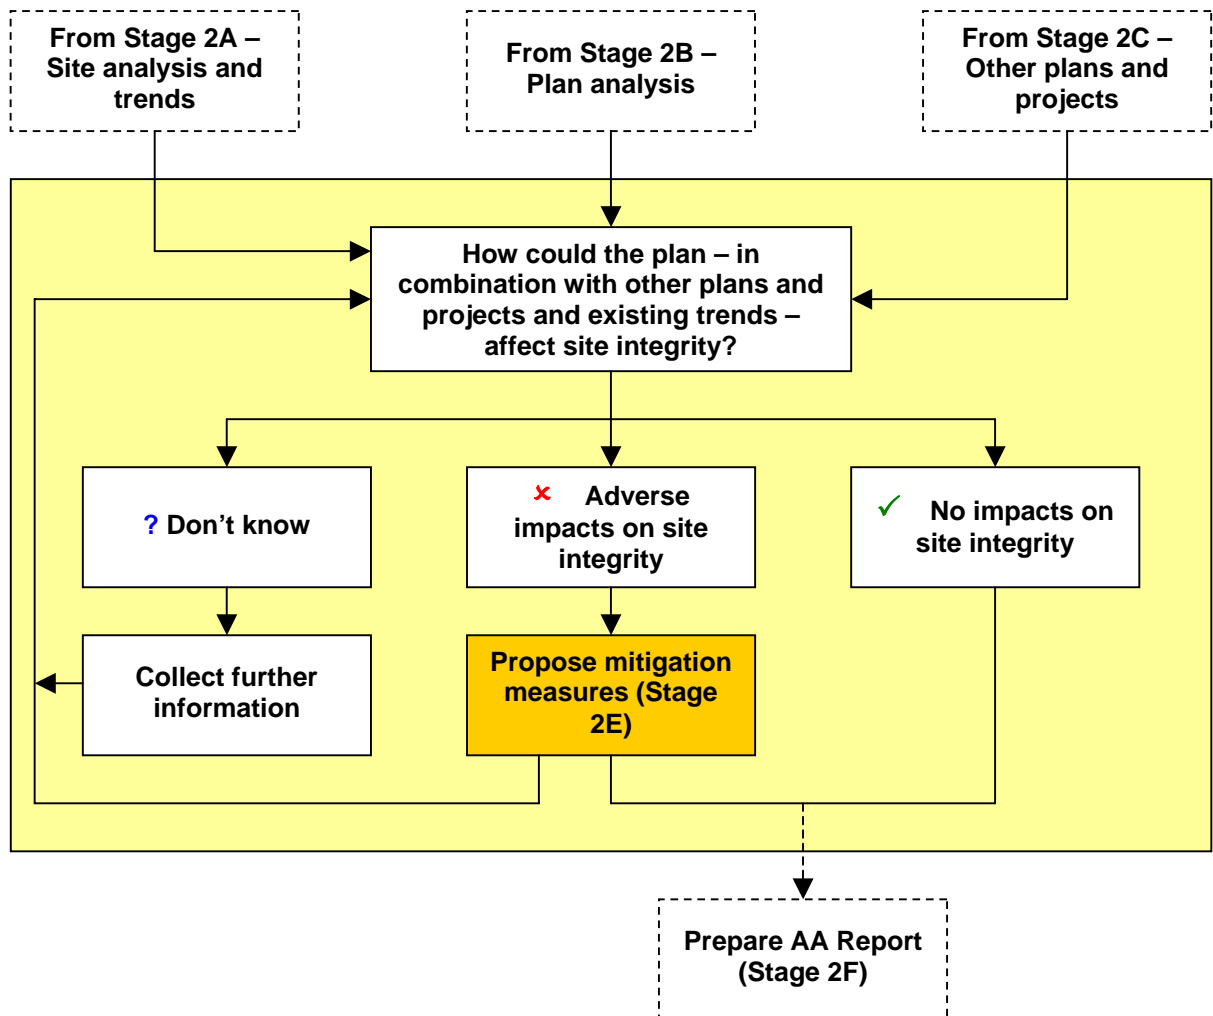 From Stage 2A –
Site analysis and
trends
From Stage 2B –
Plan analysis
From Stage 2C –
Other plans and
projects
How could the plan – in
combination with other plans and
projects and existing trends –
affect site integrity?
? Don’t know
✘ Adverse
impacts on site
integrity
✓ No impacts on
site integrity
Collect further
information
Propose mitigation
measures (Stage
2E)
Prepare AA Report
(Stage 2F)